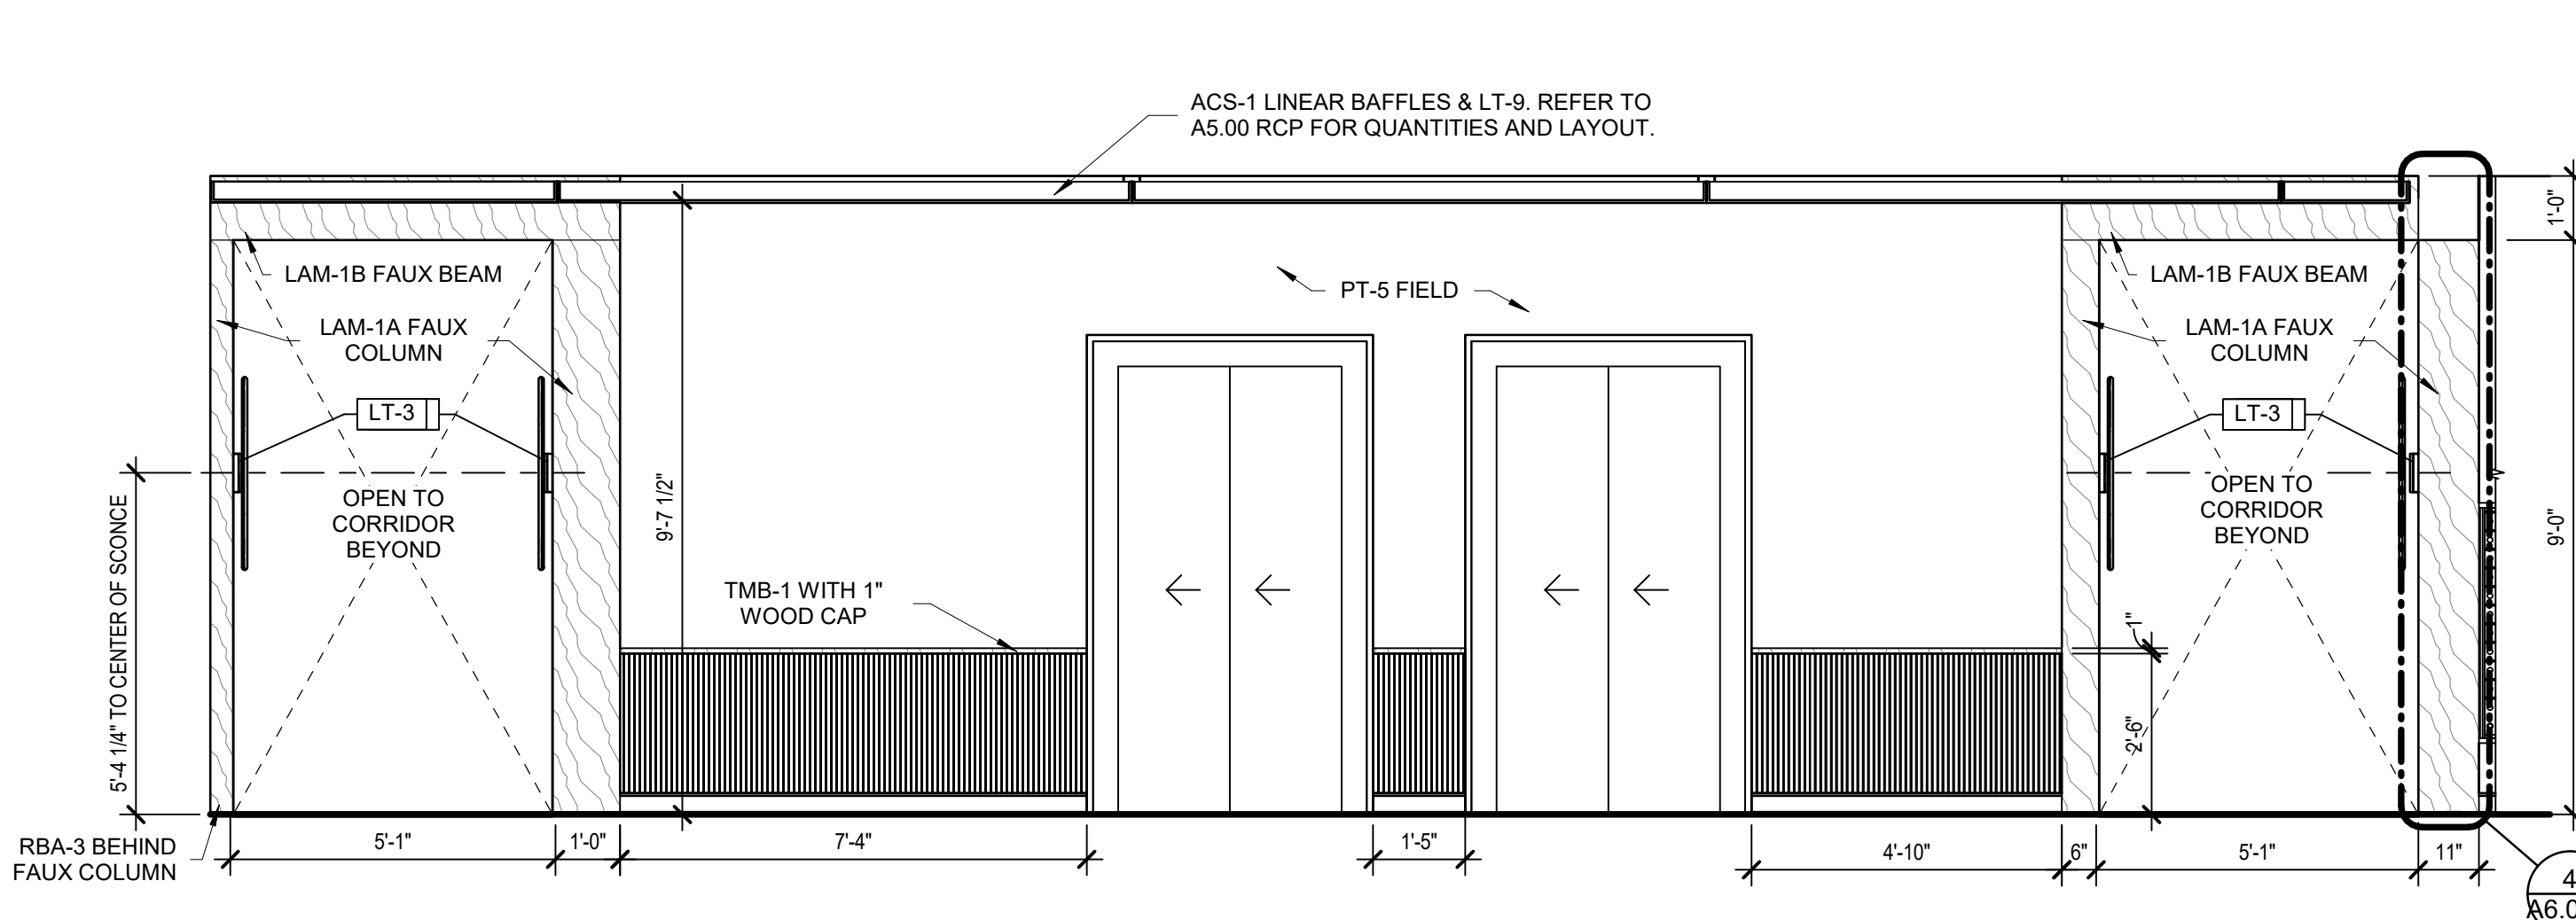 ACS-1 LINEAR BAFFLES & LT-9. REFER TO
A5.00 RCP FOR QUANTITIES AND LAYOUT.
1'-0"
LAM-1B FAUX BEAM
LAM-1A FAUX
COLUMN
LT-3
OPEN TO
CORRIDOR
BEYOND
5'-4 1/4" TO CENTER OF SCONCE
9'-7 1/2"
PT-5 FIELD
TMB-1 WITH 1"
WOOD CAP
LAM-1B FAUX BEAM
LAM-1A FAUX
COLUMN
LT-3
OPEN TO
CORRIDOR
BEYOND
9'-0"
1"
2'-6"
RBA-3 BEHIND
FAUX COLUMN
5'-1"
1'-0"
7'-4"
1'-5"
4'-10"
6"
5'-1"
11"
4
A6.0